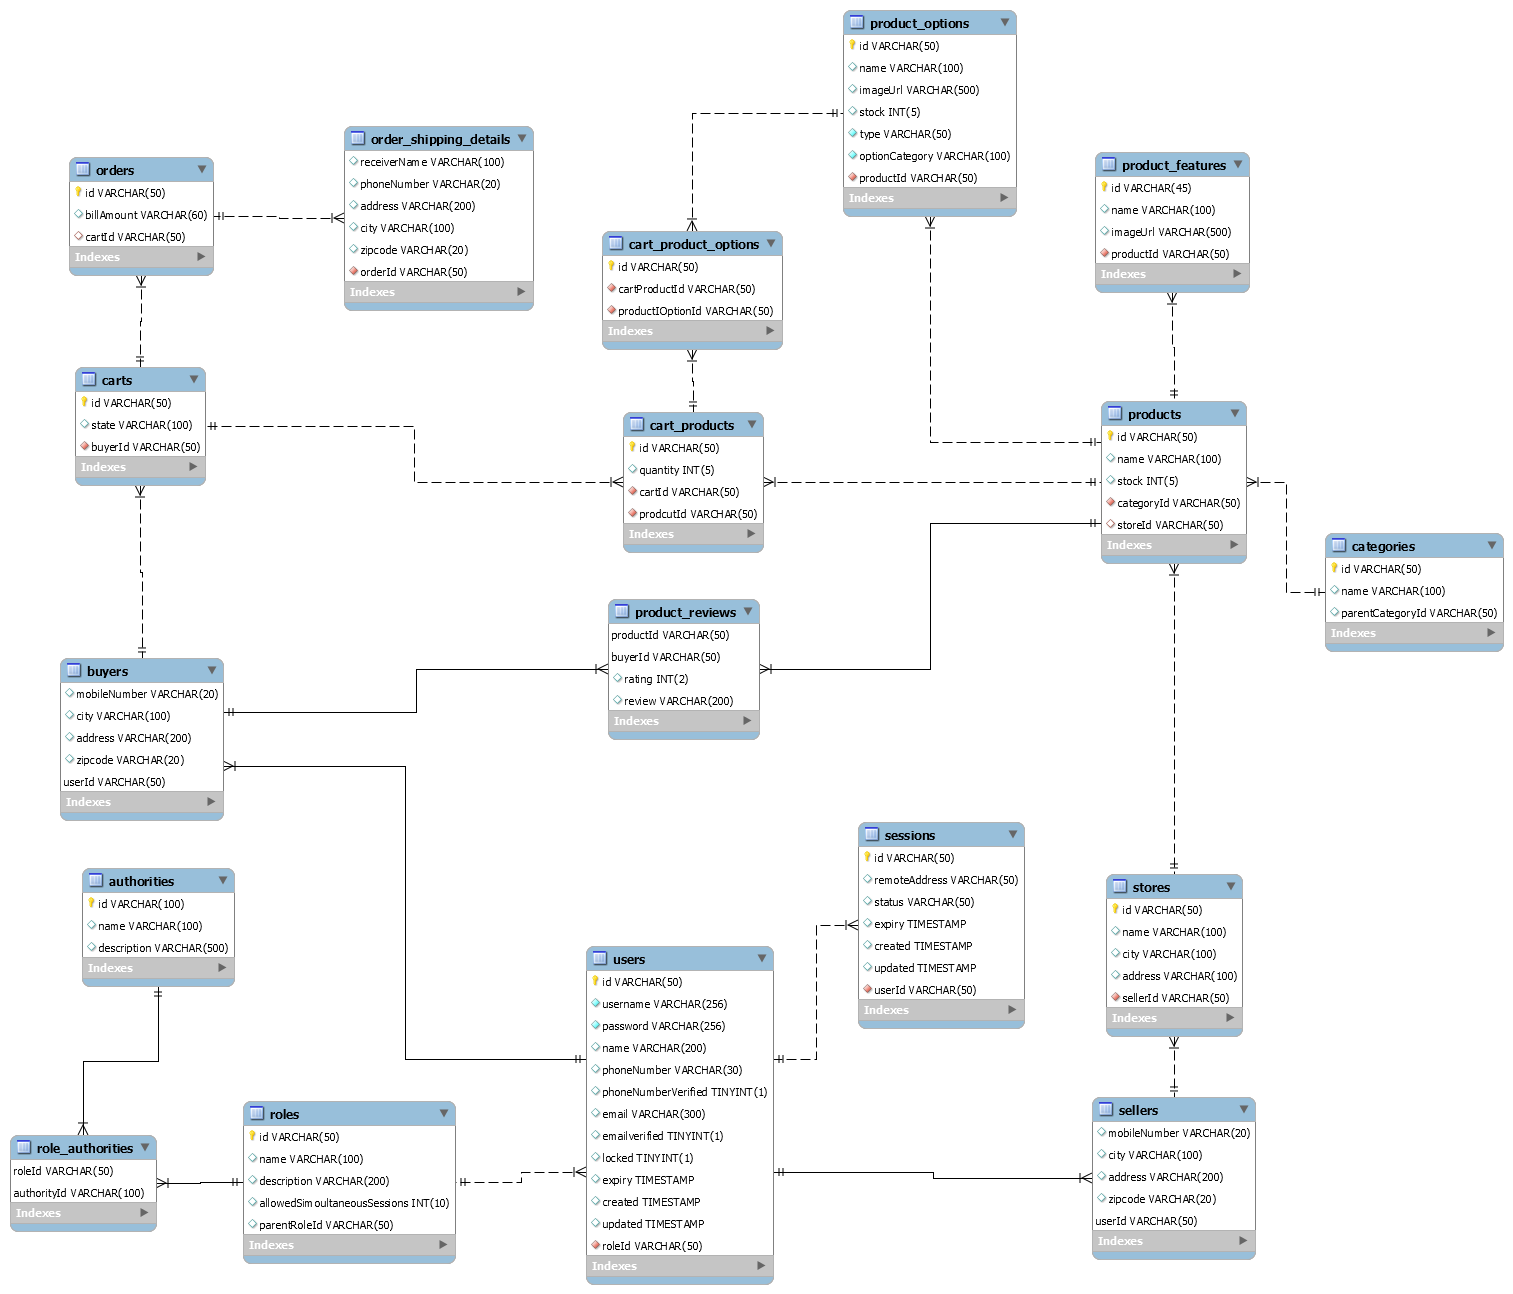 product_options
id VARCHAR(50)
name VARCHAR(100)
imageUrl VARCHAR(500)
stock INT(5)
type VARCHAR(50)
optionCategory VARCHAR(100)
productId VARCHAR(50)
Indexes
order_shipping_details
receiverName VARCHAR(100)
phoneNumber VARCHAR(20)
address VARCHAR(200)
city VARCHAR(100)
zipcode VARCHAR(20)
orderId VARCHAR(50)
Indexes
orders
id VARCHAR(50)
billAmount VARCHAR(60)
cartId VARCHAR(50)
Indexes
product_features
id VARCHAR(45)
name VARCHAR(100)
imageUrl VARCHAR(500)
productId VARCHAR(50)
Indexes
cart_product_options
id VARCHAR(50)
cartProductId VARCHAR(50)
productIOptionId VARCHAR(50)
Indexes
carts
id VARCHAR(50)
state VARCHAR(100)
buyerId VARCHAR(50)
Indexes
cart_products
id VARCHAR(50)
quantity INT(5)
cartId VARCHAR(50)
prodcutId VARCHAR(50)
Indexes
products
id VARCHAR(50)
name VARCHAR(100)
stock INT(5)
categoryId VARCHAR(50)
storeId VARCHAR(50)
Indexes
categories
id VARCHAR(50)
name VARCHAR(100)
parentCategoryId VARCHAR(50)
Indexes
product_reviews
productId VARCHAR(50)
buyerId VARCHAR(50)
rating INT(2)
review VARCHAR(200)
Indexes
buyers
mobileNumber VARCHAR(20)
city VARCHAR(100)
address VARCHAR(200)
zipcode VARCHAR(20)
userId VARCHAR(50)
Indexes
sessions
id VARCHAR(50)
remoteAddress VARCHAR(50)
status VARCHAR(50)
expiry TIMESTAMP
created TIMESTAMP
updated TIMESTAMP
userId VARCHAR(50)
Indexes
authorities
id VARCHAR(100)
name VARCHAR(100)
description VARCHAR(500)
Indexes
stores
id VARCHAR(50)
name VARCHAR(100)
city VARCHAR(100)
address VARCHAR(100)
sellerId VARCHAR(50)
Indexes
users
id VARCHAR(50)
username VARCHAR(256)
password VARCHAR(256)
name VARCHAR(200)
phoneNumber VARCHAR(30)
phoneNumberVerified TINYINT(1)
email VARCHAR(300)
emailverified TINYINT(1)
locked TINYINT(1)
expiry TIMESTAMP
created TIMESTAMP
updated TIMESTAMP
roleId VARCHAR(50)
Indexes
role_authorities
roleId VARCHAR(50)
authorityId VARCHAR(100)
Indexes
roles
id VARCHAR(50)
name VARCHAR(100)
description VARCHAR(200)
allowedSimoultaneousSessions INT(10)
parentRoleId VARCHAR(50)
Indexes
sellers
mobileNumber VARCHAR(20)
city VARCHAR(100)
address VARCHAR(200)
zipcode VARCHAR(20)
userId VARCHAR(50)
Indexes